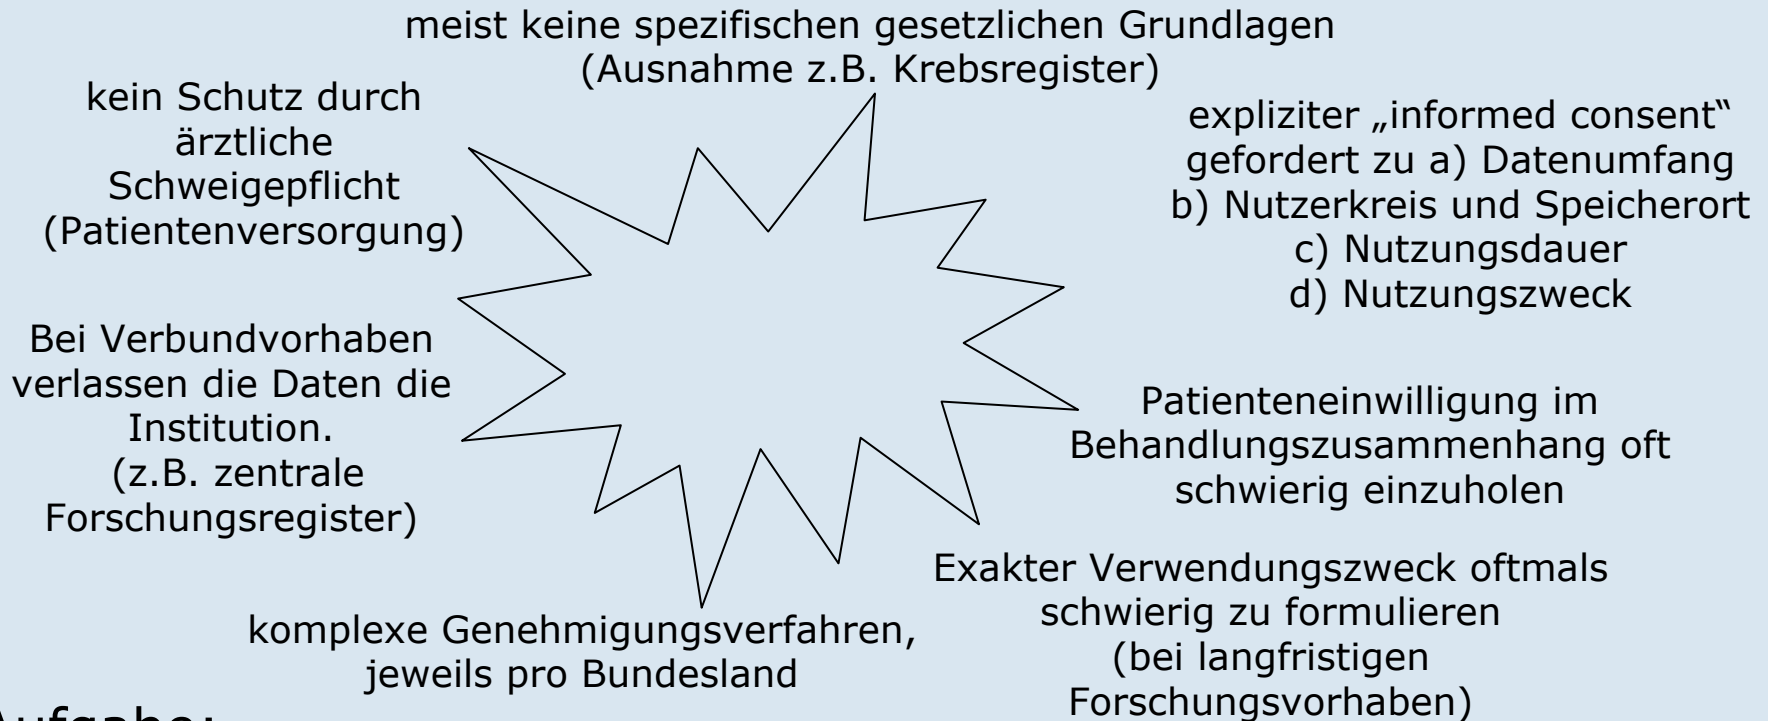 meist keine spezifischen gesetzlichen Grundlagen
(Ausnahme z.B. Krebsregister)
kein Schutz durch
ärztliche
Schweigepflicht
(Patientenversorgung)
expliziter „informed consent“
gefordert zu a) Datenumfang
b) Nutzerkreis und Speicherort
c) Nutzungsdauer
d) Nutzungszweck
Bei Verbundvorhaben
verlassen die Daten die
Institution.
(z.B. zentrale
Forschungsregister)
Patienteneinwilligung im
Behandlungszusammenhang oft
schwierig einzuholen
Exakter Verwendungszweck oftmals
schwierig zu formulieren
(bei langfristigen
Forschungsvorhaben)
komplexe Genehmigungsverfahren,
jeweils pro Bundesland